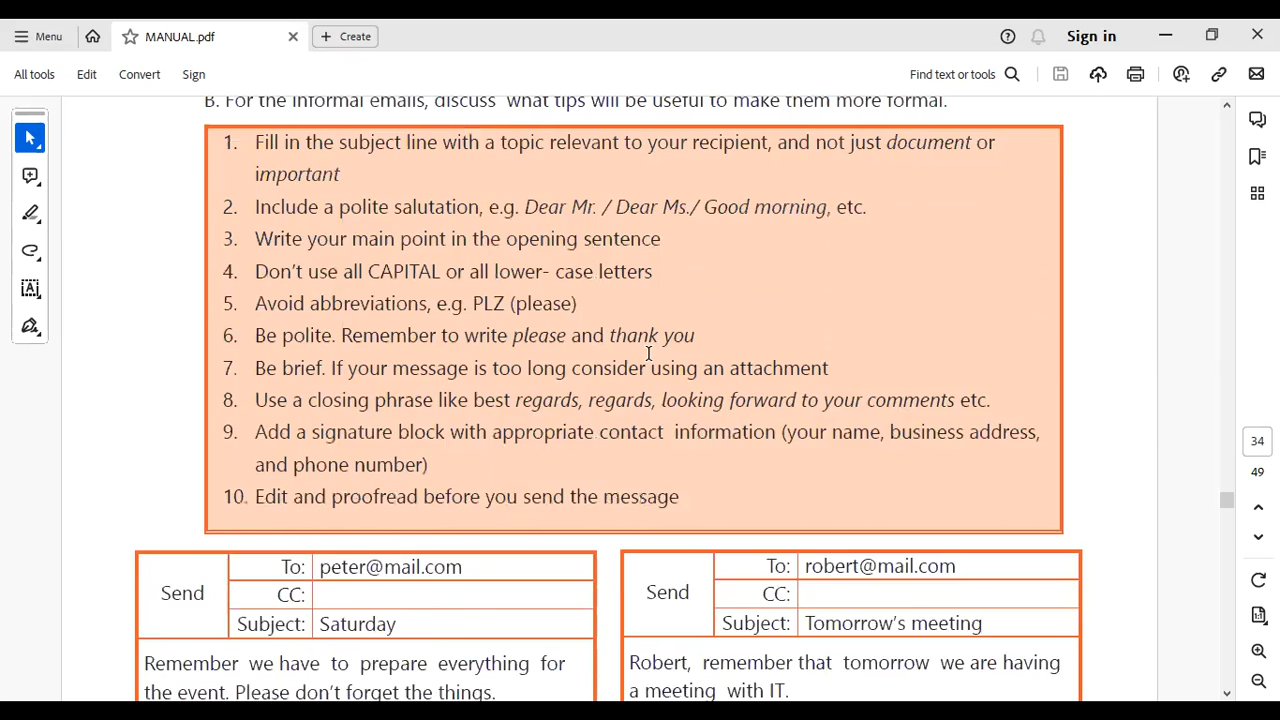 Menu
MANUAL.pdf
Create
Sign in
All tools
Edit
Convert
Sign
Find text or tools
B. For the informal emails, discuss what tips will be useful to make them more formal.
1. Fill in the subject line with a topic relevant to your recipient, and not just document or
important
2. Include a polite salutation, e.g. Dear Mr. / Dear Ms./ Good morning, etc.
3. Write your main point in the opening sentence
4. Don't use all CAPITAL or all lower- case letters
5. Avoid abbreviations, e.g. PLZ (please)
6. Be polite. Remember to write please and thank you
7. Be brief. If your message is too long consider using an attachment
8. Use a closing phrase like best regards, regards, looking forward to your comments etc.
9. Add a signature block with appropriate contact information (your name, business address,
and phone number)
10. Edit and proofread before you send the message
Send
To: peter@mail.com
CC:
Subject: Saturday
Remember we have to prepare everything for
the event. Please don't forget the things.
Send
To: robert@mail.com
CC:
Subject: Tomorrow's meeting
Robert, remember that tomorrow we are having
a meeting with IT.
34
49
1:1